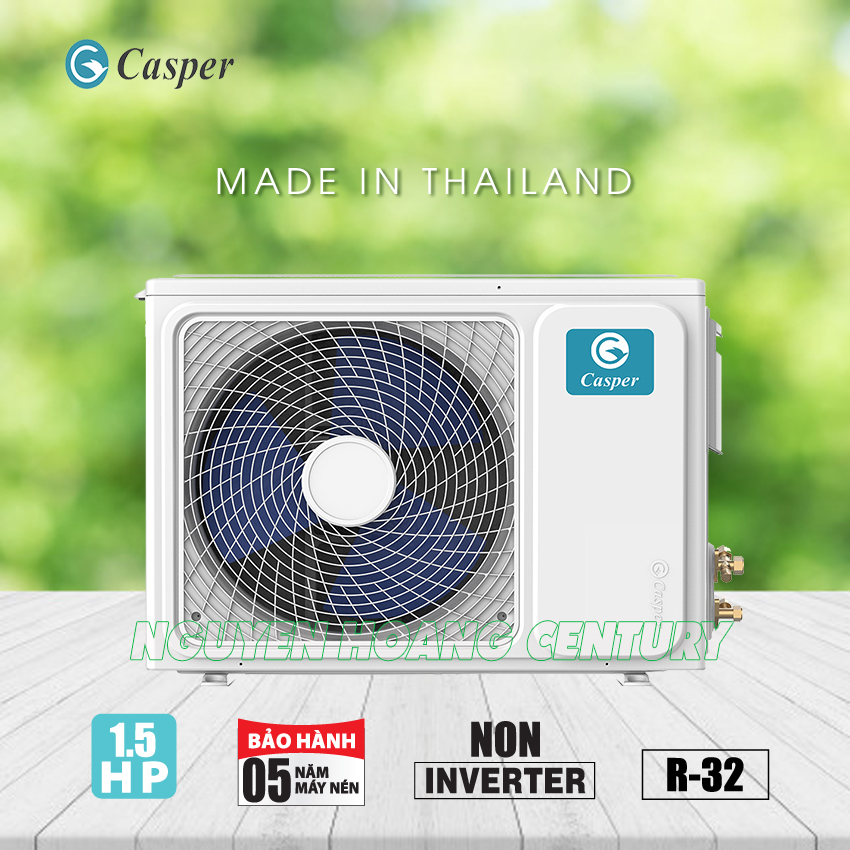 Casper
MADE IN THAILAND
Casper
Casper
NGUYEN HOANG CENTURY
1.5
HP
BẢO HÀNH
05 NĂM
MÁY NÉN
NON
INVERTER
R-32